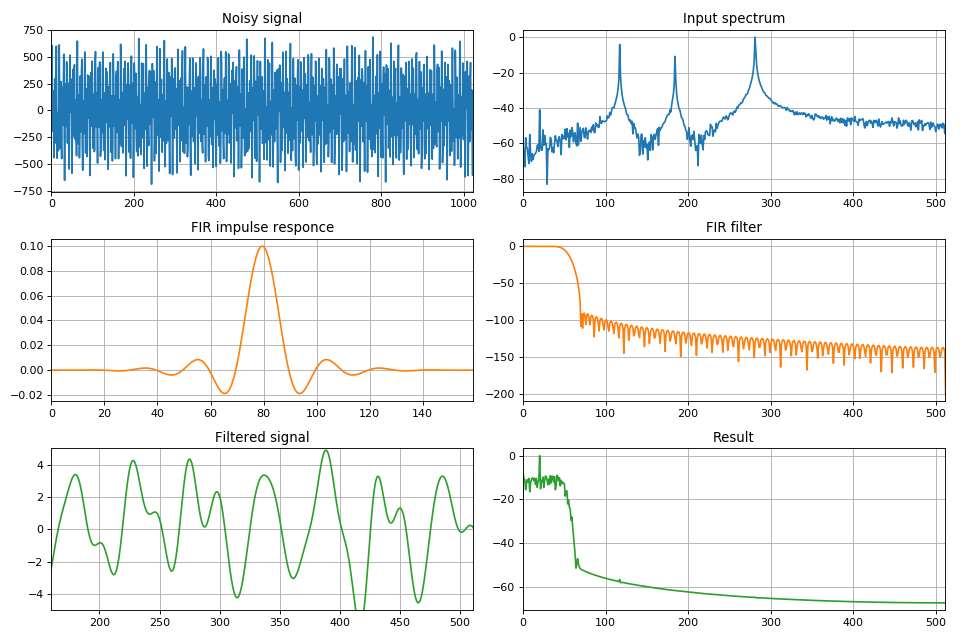 Noisy signal
750
500
250
0
−250
−500
−750
0 200 400 600 800 1000
Input spectrum
0
−20
−40
−60
−80
0 100 200 300 400 500
FIR impulse responce
0.10
0.08
0.06
0.04
0.02
0.00
−0.02
0 20 40 60 80 100 120 140
FIR filter
0
−50
−100
−150
−200
0 100 200 300 400 500
Filtered signal
4
2
0
−2
−4
200 250 300 350 400 450 500
Result
0
−20
−40
−60
0 100 200 300 400 500